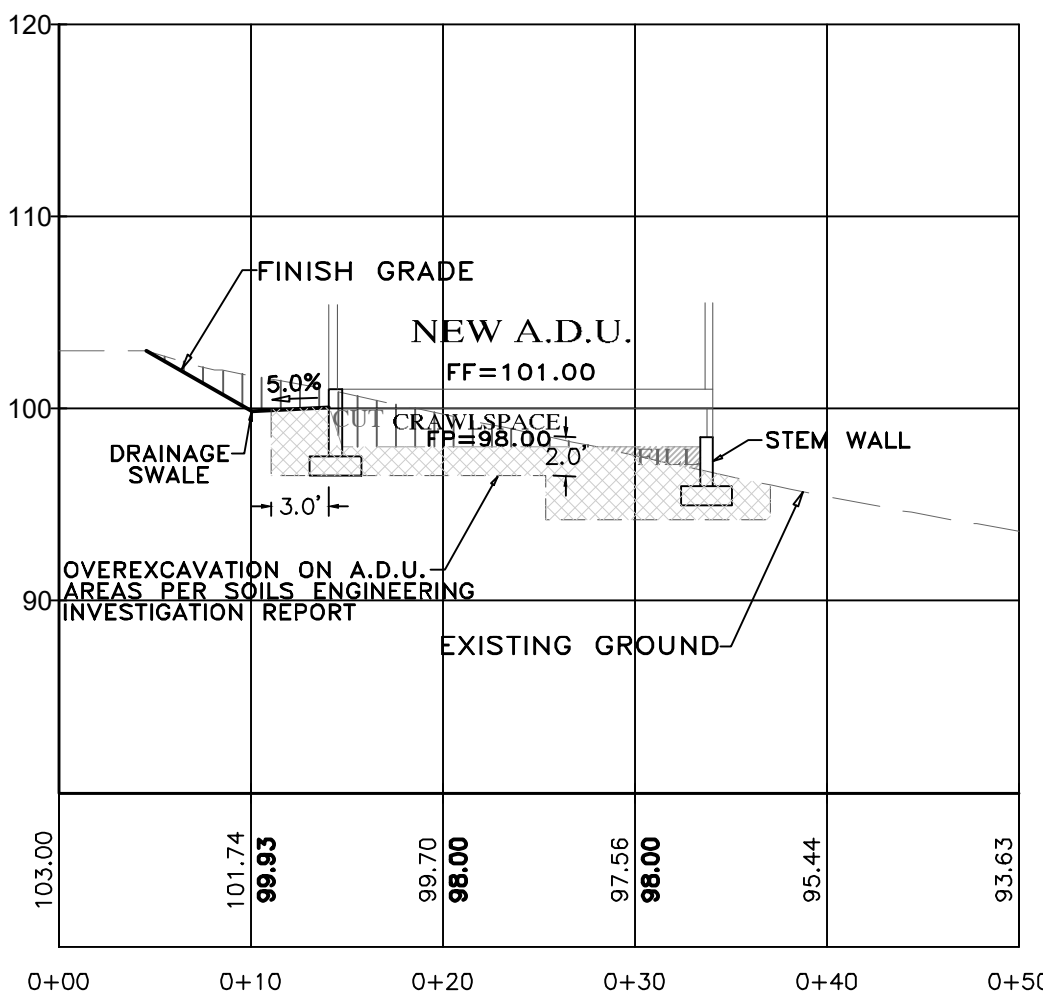 120
110
FINISH GRADE
NEW A.D.U.
FF=101.00
5.0%
100
CUT CRAWLSPACE
FP=98.00
2.0'
FILL
STEM WALL
DRAINAGE
SWALE
3.0'
OVEREXCAVATION ON A.D.U.
AREAS PER SOILS ENGINEERING
INVESTIGATION REPORT
90
EXISTING GROUND
103.00
101.74
99.93
99.70
98.00
97.56
98.00
95.44
93.63
0+00
0+10
0+20
0+30
0+40
0+50